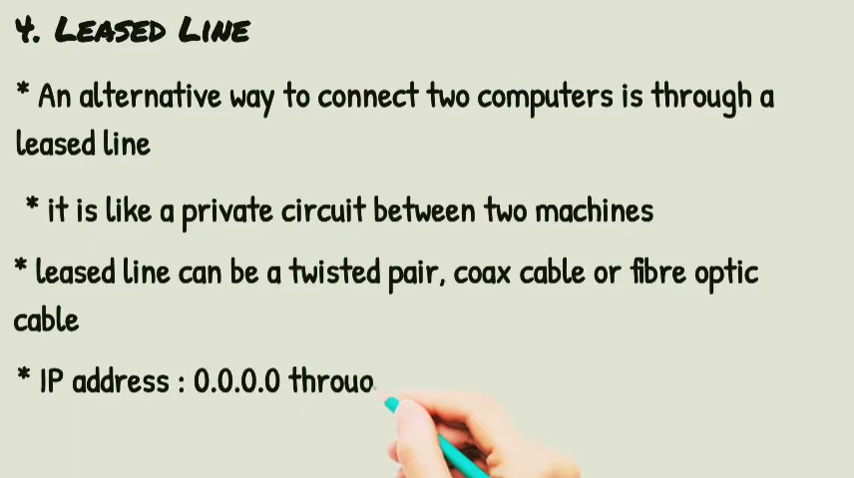 4. Leased Line
* An alternative way to connect two computers is through a
leased line
* it is like a private circuit between two machines
* leased line can be a twisted pair, coax cable or fibre optic
cable
* IP address : 0.0.0.0